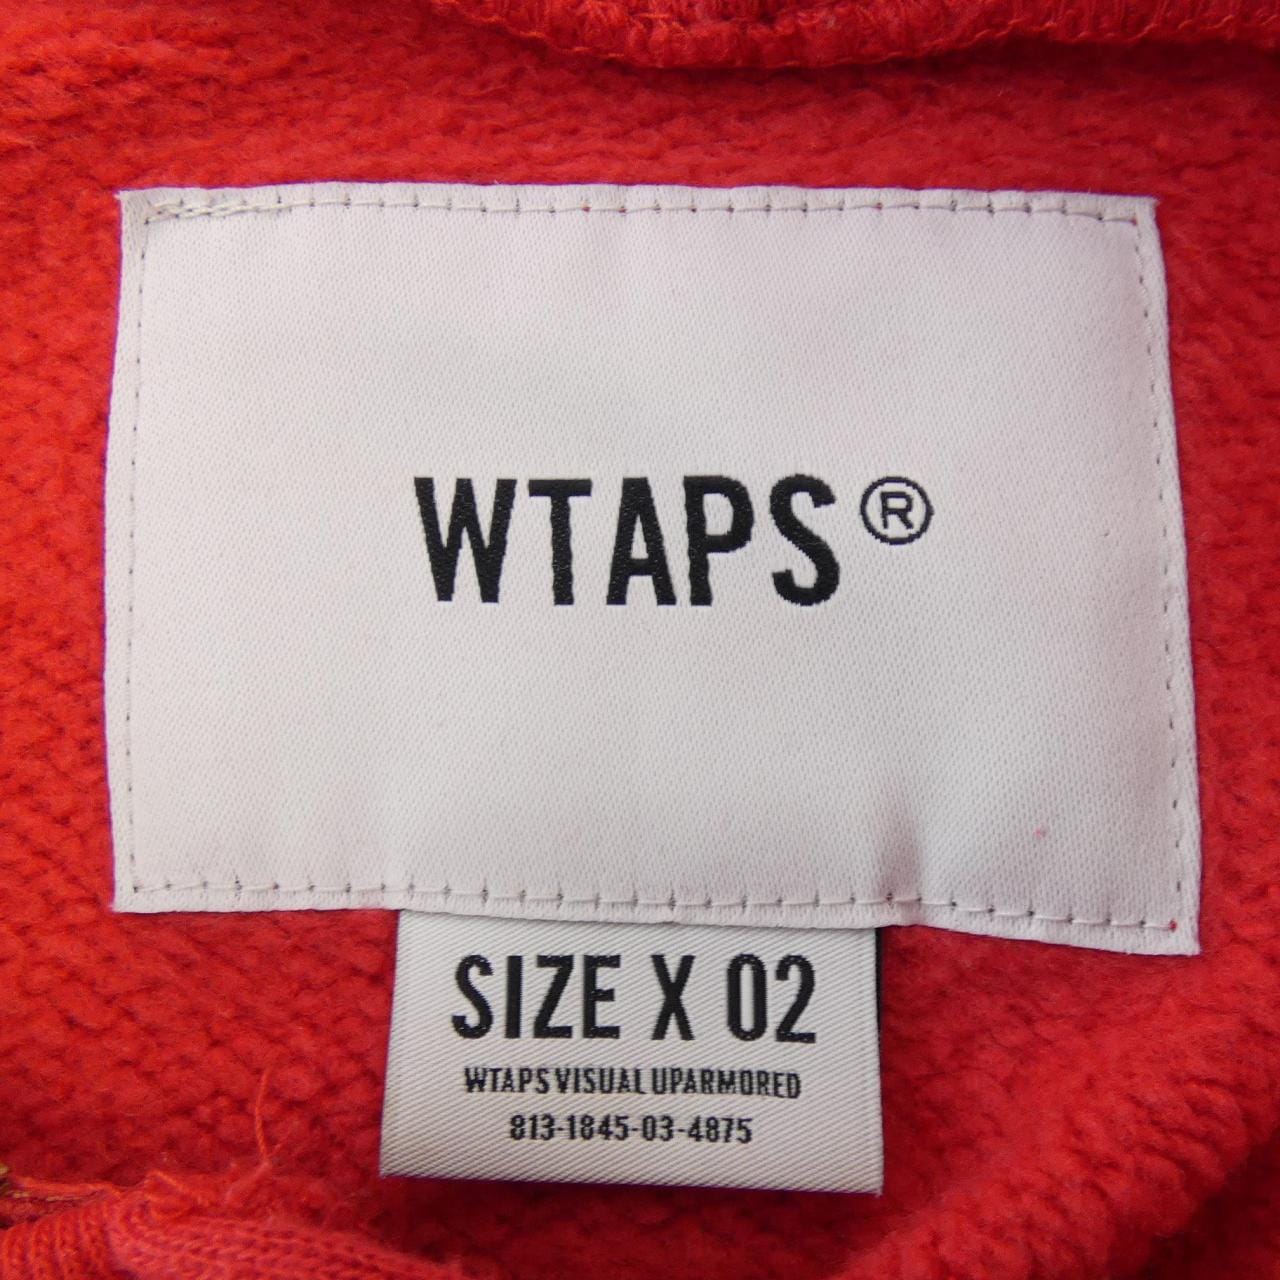 WTAPS®
SIZE X 02
WTAPS VISUAL UPARMORED
813-1845-03-4875